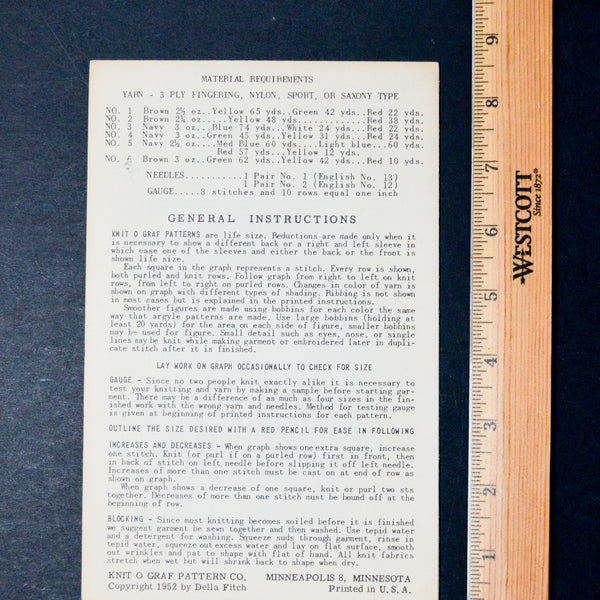 MATERIAL REQUIREMENTS
YARN - 3 PLY FINGERING, NYLON, SPORT, OR SAXONY TYPE
NO. 1 Brown 2½ oz..Yellow 65 yds..Green 42 yds..Red 22 yds.
NO. 2 Brown 2¾ oz....Yellow 48 yds.............Red 38 yds.
NO. 3 Navy 3 oz...Blue 74 yds...White 24 yds...Red 22 yds.
NO. 4 Navy 3 oz..Green 45 yds..Yellow 31 yds...Red 24 yds.
NO. 5 Navy 2½ oz....Med Blue 60 yds....Light blue...60 yds.
Red 57 yds...Yellow 12 yds.
NO. 6 Brown 3 oz..Green 62 yds..Yellow 42 yds..Red 10 yds.
NEEDLES...........1 Pair No. 1 (English No. 13)
1 Pair No. 2 (English No. 12)
GAUGE.....8 stitches and 10 rows equal one inch
GENERAL INSTRUCTIONS
KNIT O GRAF PATTERNS are life size. Reductions are made only when it
is necessary to show a different back or a right and left sleeve in
which case one of the sleeves and either the back or the front is
shown life size.
Each square in the graph represents a stitch. Every row is shown,
both purled and knit rows. Follow graph from right to left on knit
rows, from left to right on purled rows. Changes in color of yarn is
shown on graph with different types of shading. Ribbing is not shown
in most cases but is explained in the printed instructions.
Smoother figures are made using bobbins for each color the same
way that argyle patterns are made. Use large bobbins (holding at
least 20 yards) for the area on each side of figure, smaller bobbins
may be used for figure. Small detail such as eyes, nose, or single
lines may be knit while making garment or embroidered later in dupli-
cate stitch after it is finished.
LAY WORK ON GRAPH OCCASIONALLY TO CHECK FOR SIZE
GAUGE - Since no two people knit exactly alike it is necessary to
test your knitting and yarn by making a sample before starting gar-
ment. There may be a difference of as much as four sizes in the fin-
ished work with the wrong yarn and needles. Method for testing gauge
is given at beginning of printed instructions for each pattern.
OUTLINE THE SIZE DESIRED WITH A RED PENCIL FOR EASE IN FOLLOWING
INCREASES AND DECREASES - When graph shows one extra square, increase
one stitch. Knit (or purl if on a purled row) first in front, then
in back of stitch on left needle before slipping it off left needle.
Increases of more than one stitch must be cast on at end of row as
shown on graph.
When graph shows a decrease of one square, knit or purl two sts
together. Decreases of more than one stitch must be bound off at the
beginning of row.
BLOCKING - Since most knitting becomes soiled before it is finished
we suggest garment be sewn together and then washed. Use tepid water
and a detergent for washing. Squeeze suds through garment, rinse in
tepid water, squeeze out excess water and lay on flat surface, smooth
out wrinkles and pat to shape with flat of hand. All knit fabrics
stretch when wet but will shrink back to shape when dry.
KNIT O GRAF PATTERN CO. MINNEAPOLIS 8, MINNESOTA
Copyright 1952 by Della Fitch Printed in U.S.A.
9
8
7
6
5
4
3
2
1
WESTCOTT®
Since 1872